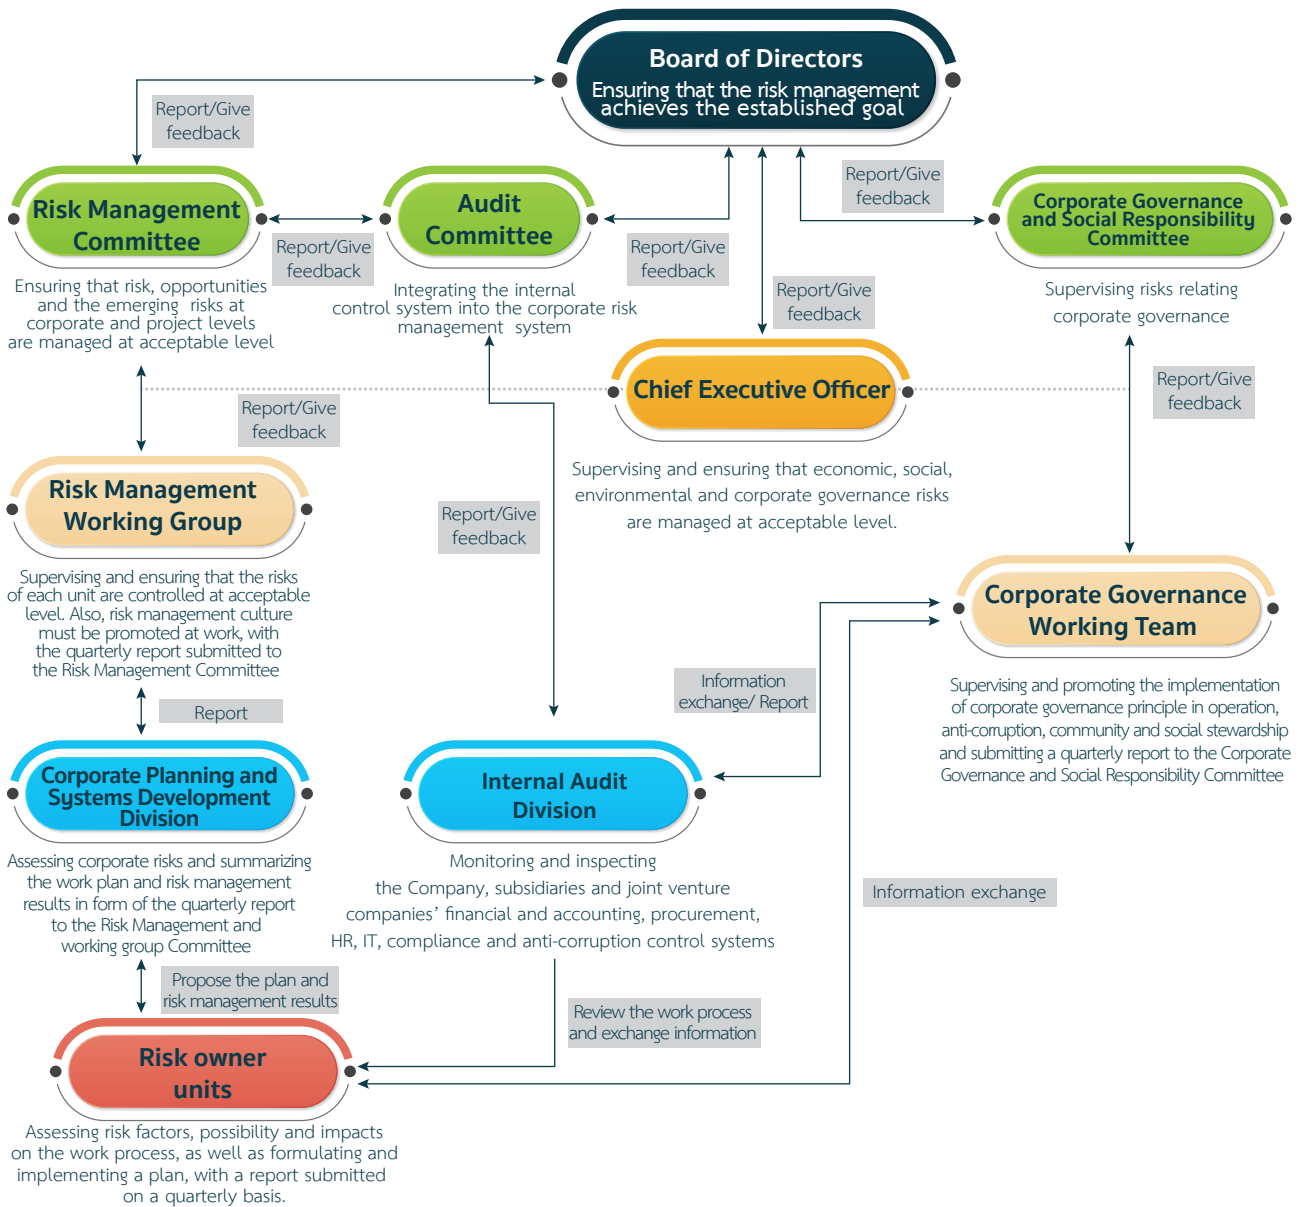 Board of Directors
Ensuring that the risk management
achieves the established goal
Report/Give
feedback
Risk Management
Committee
Ensuring that risk, opportunities
and the emerging risks at
corporate and project levels
are managed at acceptable level
Report/Give
feedback
Audit
Committee
Integrating the internal
control system into the corporate risk
management system
Report/Give
feedback
Report/Give
feedback
Corporate Governance
and Social Responsibility
Committee
Supervising risks relating
corporate governance
Report/Give
feedback
Chief Executive Officer
Supervising and ensuring that economic, social,
environmental and corporate governance risks
are managed at acceptable level.
Report/Give
feedback
Report/Give
feedback
Report/Give
feedback
Risk Management
Working Group
Supervising and ensuring that the risks
of each unit are controlled at acceptable
level. Also, risk management culture
must be promoted at work, with
the quarterly report submitted to
the Risk Management Committee
Corporate Governance
Working Team
Supervising and promoting the implementation
of corporate governance principle in operation,
anti-corruption, community and social stewardship
and submitting a quarterly report to the Corporate
Governance and Social Responsibility Committee
Information
exchange/ Report
Report
Corporate Planning and
Systems Development
Division
Assessing corporate risks and summarizing
the work plan and risk management
results in form of the quarterly report
to the Risk Management and
working group Committee
Internal Audit
Division
Monitoring and inspecting
the Company, subsidiaries and joint venture
companies’ financial and accounting, procurement,
HR, IT, compliance and anti-corruption control systems
Information exchange
Propose the plan and
risk management results
Review the work process
and exchange information
Risk owner
units
Assessing risk factors, possibility and impacts
on the work process, as well as formulating and
implementing a plan, with a report submitted
on a quarterly basis.